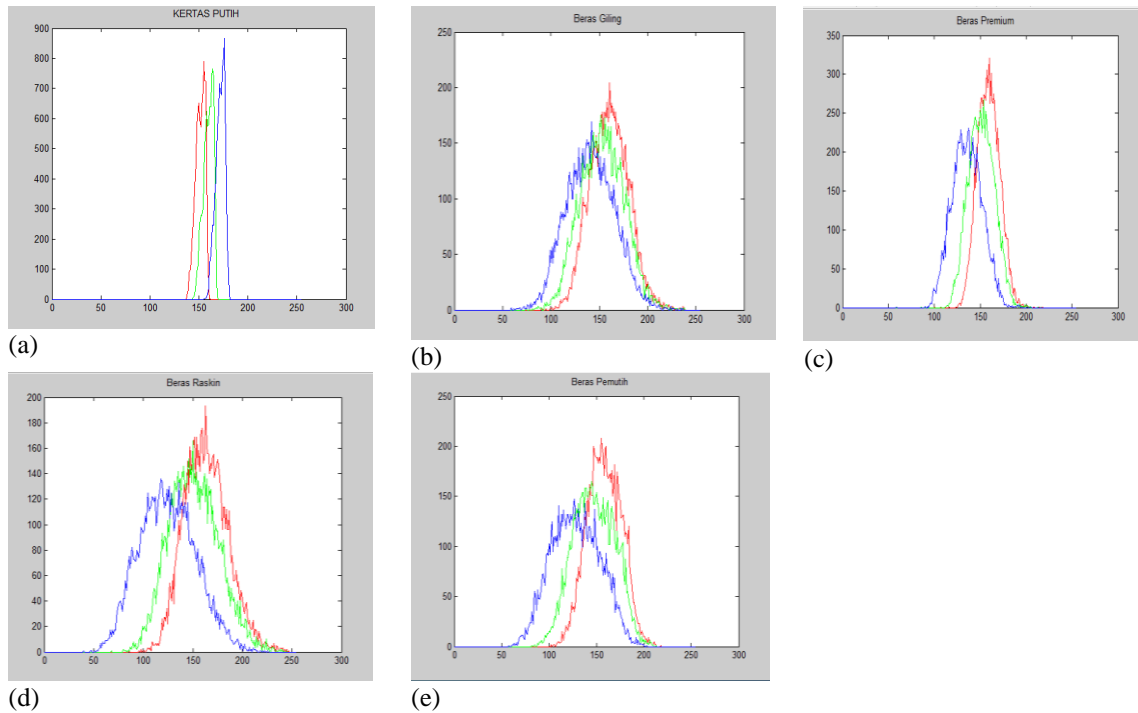 KERTAS PUTIH
900
800
700
600
500
400
300
200
100
0
0 50 100 150 200 250 300
(a)
Beras Giling
250
200
150
100
50
0
0 50 100 150 200 250 300
(b)
Beras Premium
350
300
250
200
150
100
50
0
0 50 100 150 200 250 300
(c)
Beras Raskin
200
180
160
140
120
100
80
60
40
20
0
0 50 100 150 200 250 300
(d)
Beras Pemutih
250
200
150
100
50
0
0 50 100 150 200 250 300
(e)